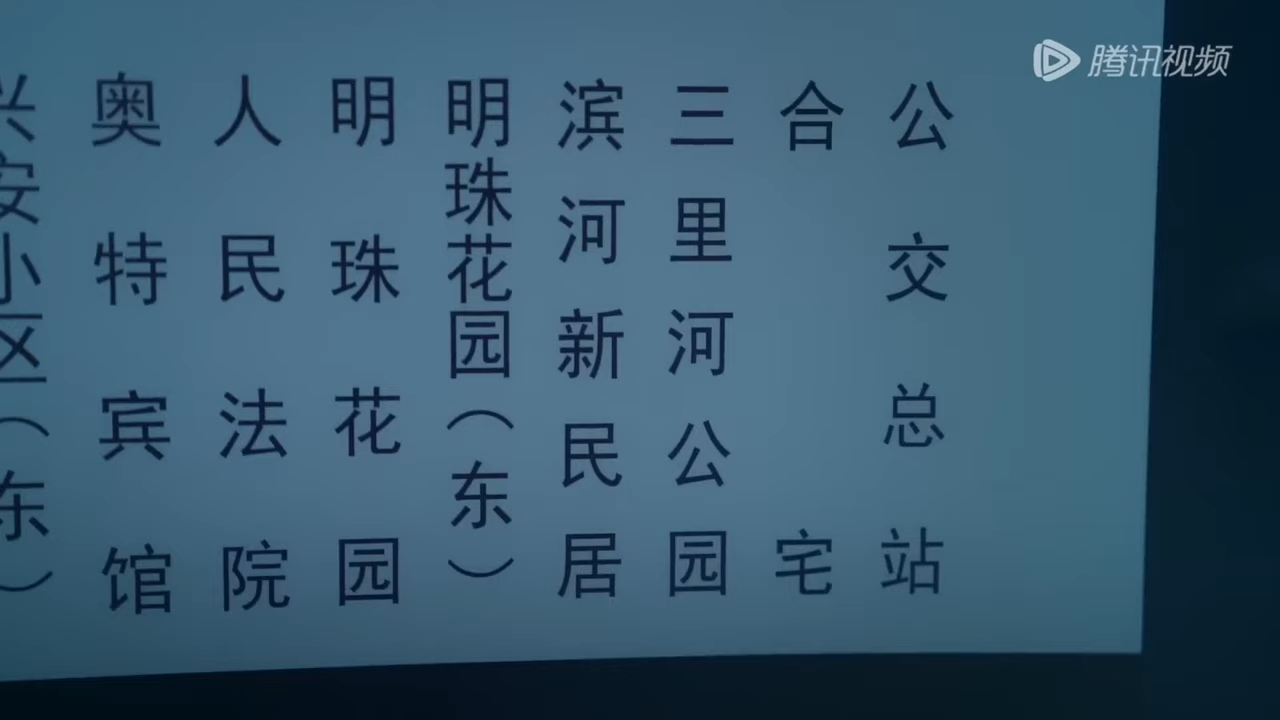 腾讯视频
兴安小区（东）
奥特宾馆
人民法院
明珠花园
明珠花园（东）
滨河新民居
三里河公园
合宅
公交总站